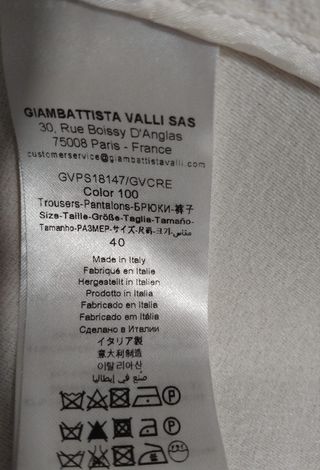 GIAMBATTISTA VALLI SAS
30, Rue Boissy D'Anglas
75008 Paris - France
customerservice@giambattistavalli.com
GVPS18147/GVCRE
Color 100
Trousers-Pantalons-БРЮКИ-裤子
Size-Taille-Größe-Taglia-Tamaño-
Tamanho-РАЗМЕР-サイズ-尺码-크기-مقاس
40
Made in Italy
Fabriqué en Italie
Hergestellt in Italien
Prodotto in Italia
Fabricado en Italia
Fabricado em Itália
Сделано в Италии
イタリア製
意大利制造
이탈리아산
صنع في إيطاليا